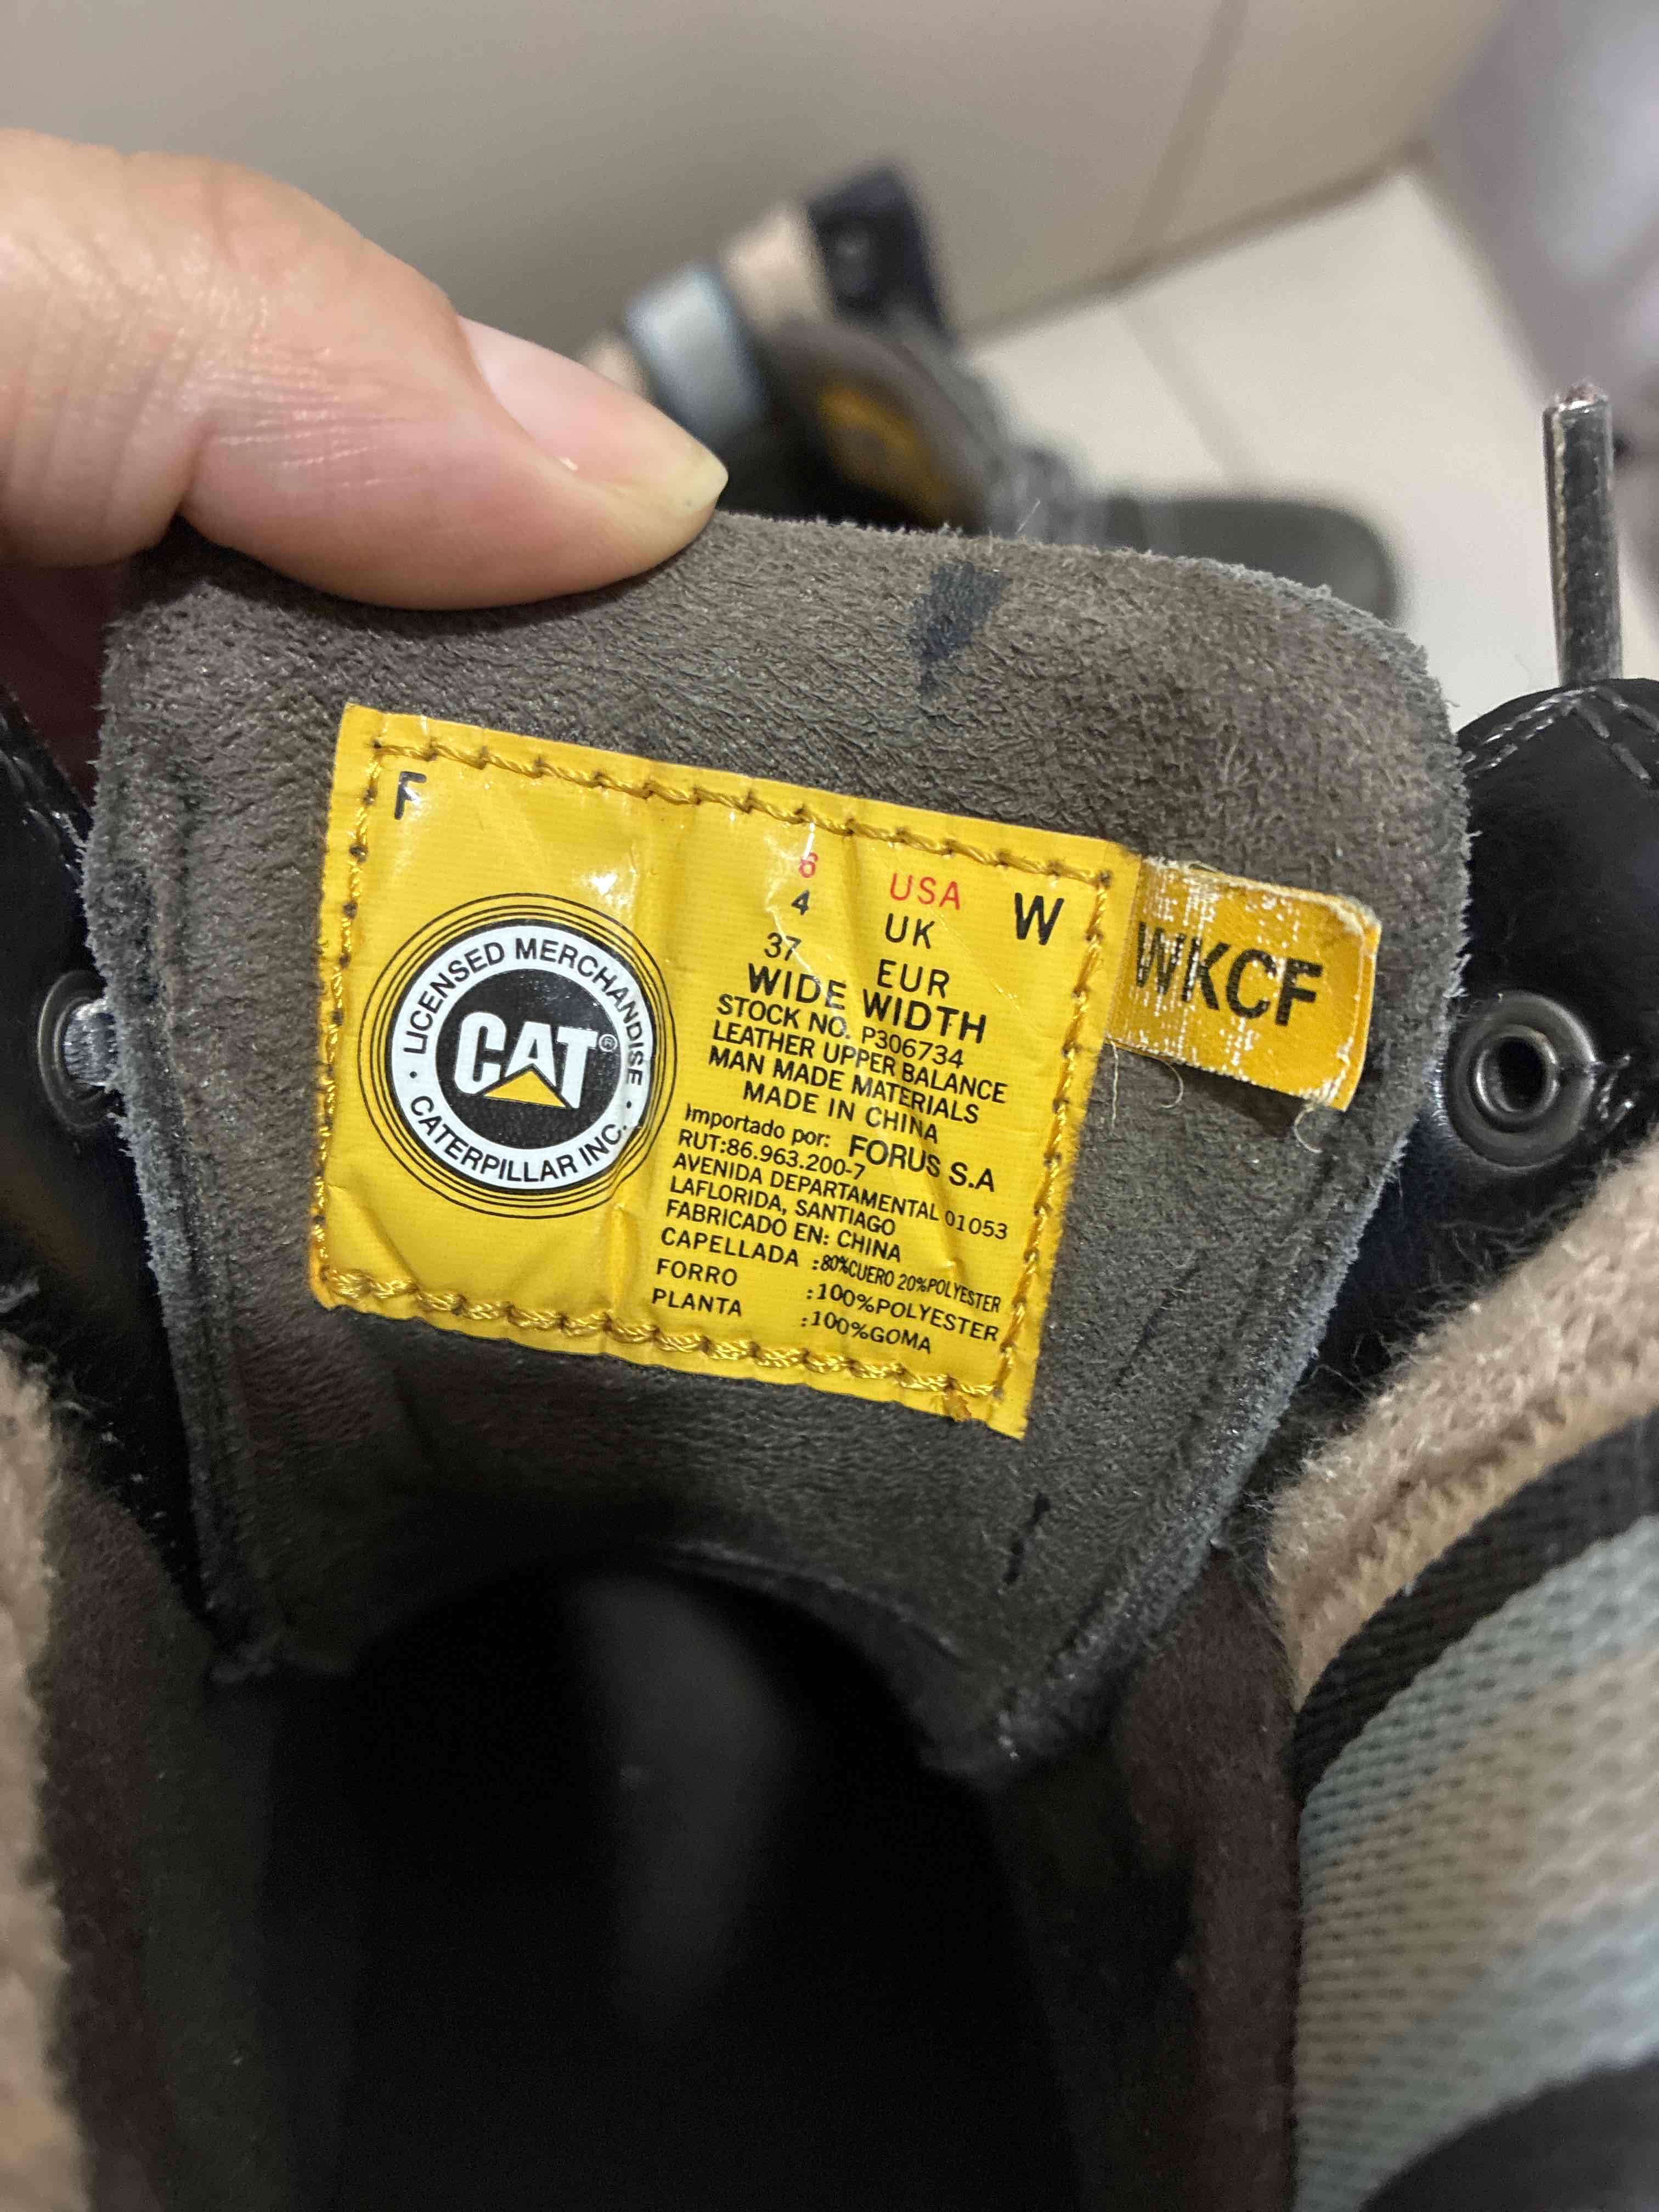 F
6 USA W
4 UK
37 EUR
WIDE WIDTH
STOCK NO. P306734
LEATHER UPPER BALANCE
MAN MADE MATERIALS
MADE IN CHINA
Importado por: FORUS S.A
RUT:86.963.200-7
AVENIDA DEPARTAMENTAL 01053
LAFLORIDA, SANTIAGO
FABRICADO EN: CHINA
CAPELLADA :80%CUERO 20%POLYESTER
FORRO :100%POLYESTER
PLANTA :100%GOMA
LICENSED MERCHANDISE
CAT®
· CATERPILLAR INC. ·
WKCF